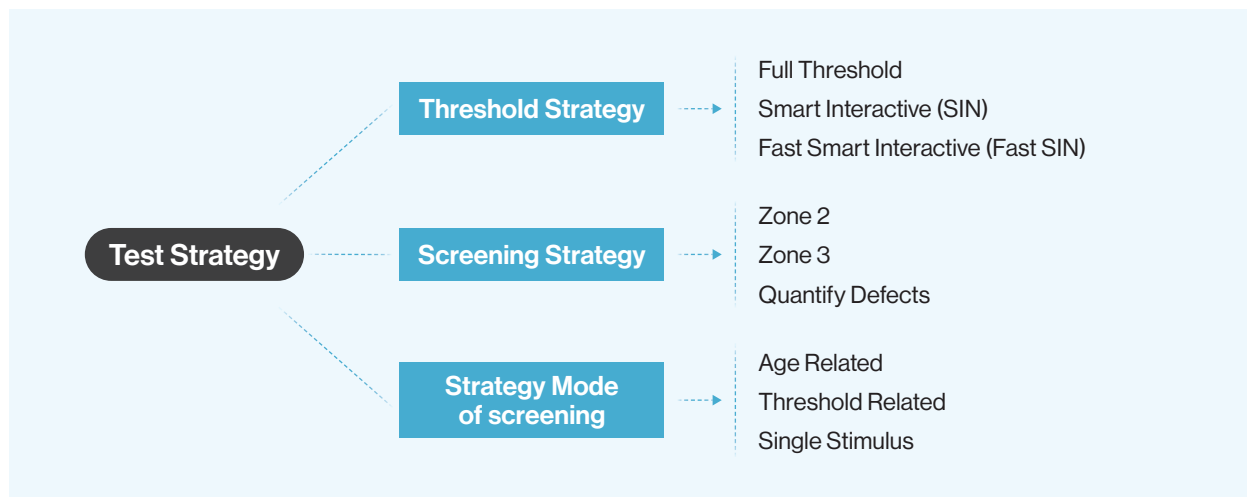 Test Strategy
Threshold Strategy
Full Threshold
Smart Interactive (SIN)
Fast Smart Interactive (Fast SIN)
Screening Strategy
Zone 2
Zone 3
Quantify Defects
Strategy Mode
of screening
Age Related
Threshold Related
Single Stimulus